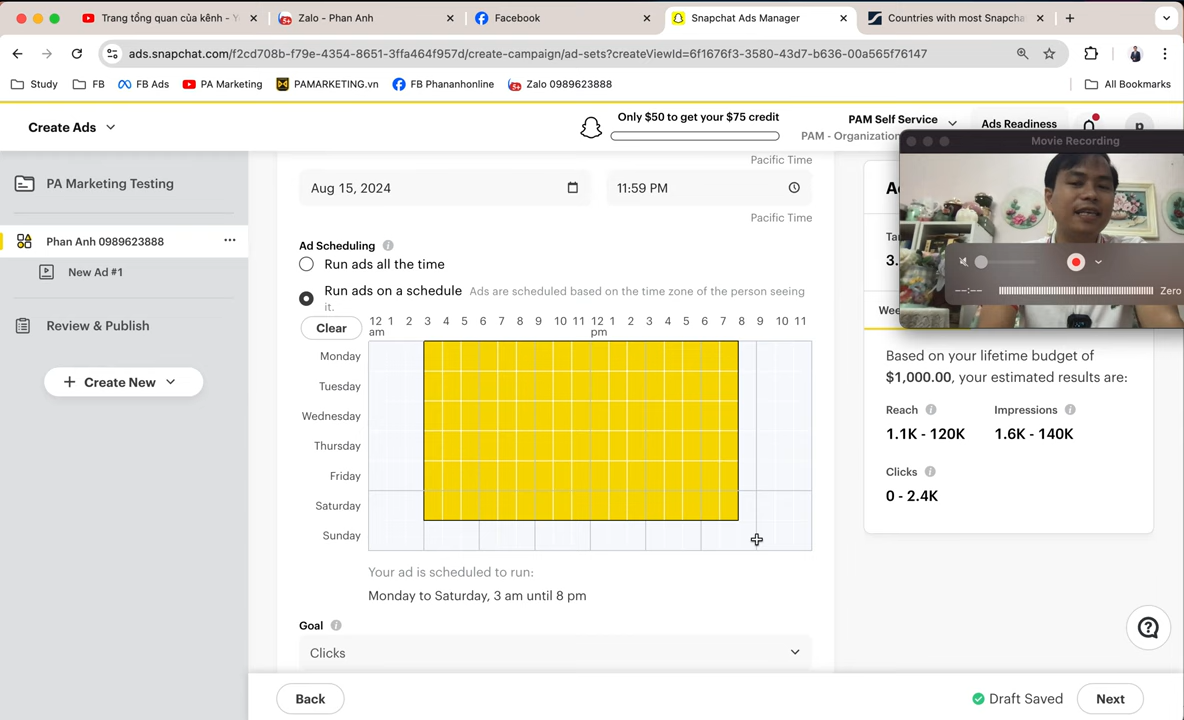 Trang tổng quan của kênh - Y
Zalo - Phan Anh
Facebook
Snapchat Ads Manager
Countries with most Snapcha
ads.snapchat.com/f2cd708b-f79e-4354-8651-3ffa464f957d/create-campaign/ad-sets?createViewId=6f1676f3-3580-43d7-b636-00a565f76147
Study
FB
FB Ads
PA Marketing
PAMARKETING.vn
FB Phananhonline
Zalo 0989623888
All Bookmarks
Create Ads
Only $50 to get your $75 credit
PAM Self Service
PAM - Organization
Ads Readiness
P
Movie Recording
PA Marketing Testing
Phan Anh 0989623888
New Ad #1
Review & Publish
Create New
Pacific Time
Aug 15, 2024
11:59 PM
Pacific Time
Ad Scheduling
Run ads all the time
Run ads on a schedule Ads are scheduled based on the time zone of the person seeing
it.
Clear
12 1 2 3 4 5 6 7 8 9 10 11 12 1 2 3 4 5 6 7 8 9 10 11
am pm
Monday
Tuesday
Wednesday
Thursday
Friday
Saturday
Sunday
Your ad is scheduled to run:
Monday to Saturday, 3 am until 8 pm
Goal
Clicks
Back
Draft Saved
Next
A
Ta
3.
--:--
Zero
Wee
Based on your lifetime budget of
$1,000.00, your estimated results are:
Reach
Impressions
1.1K - 120K
1.6K - 140K
Clicks
0 - 2.4K